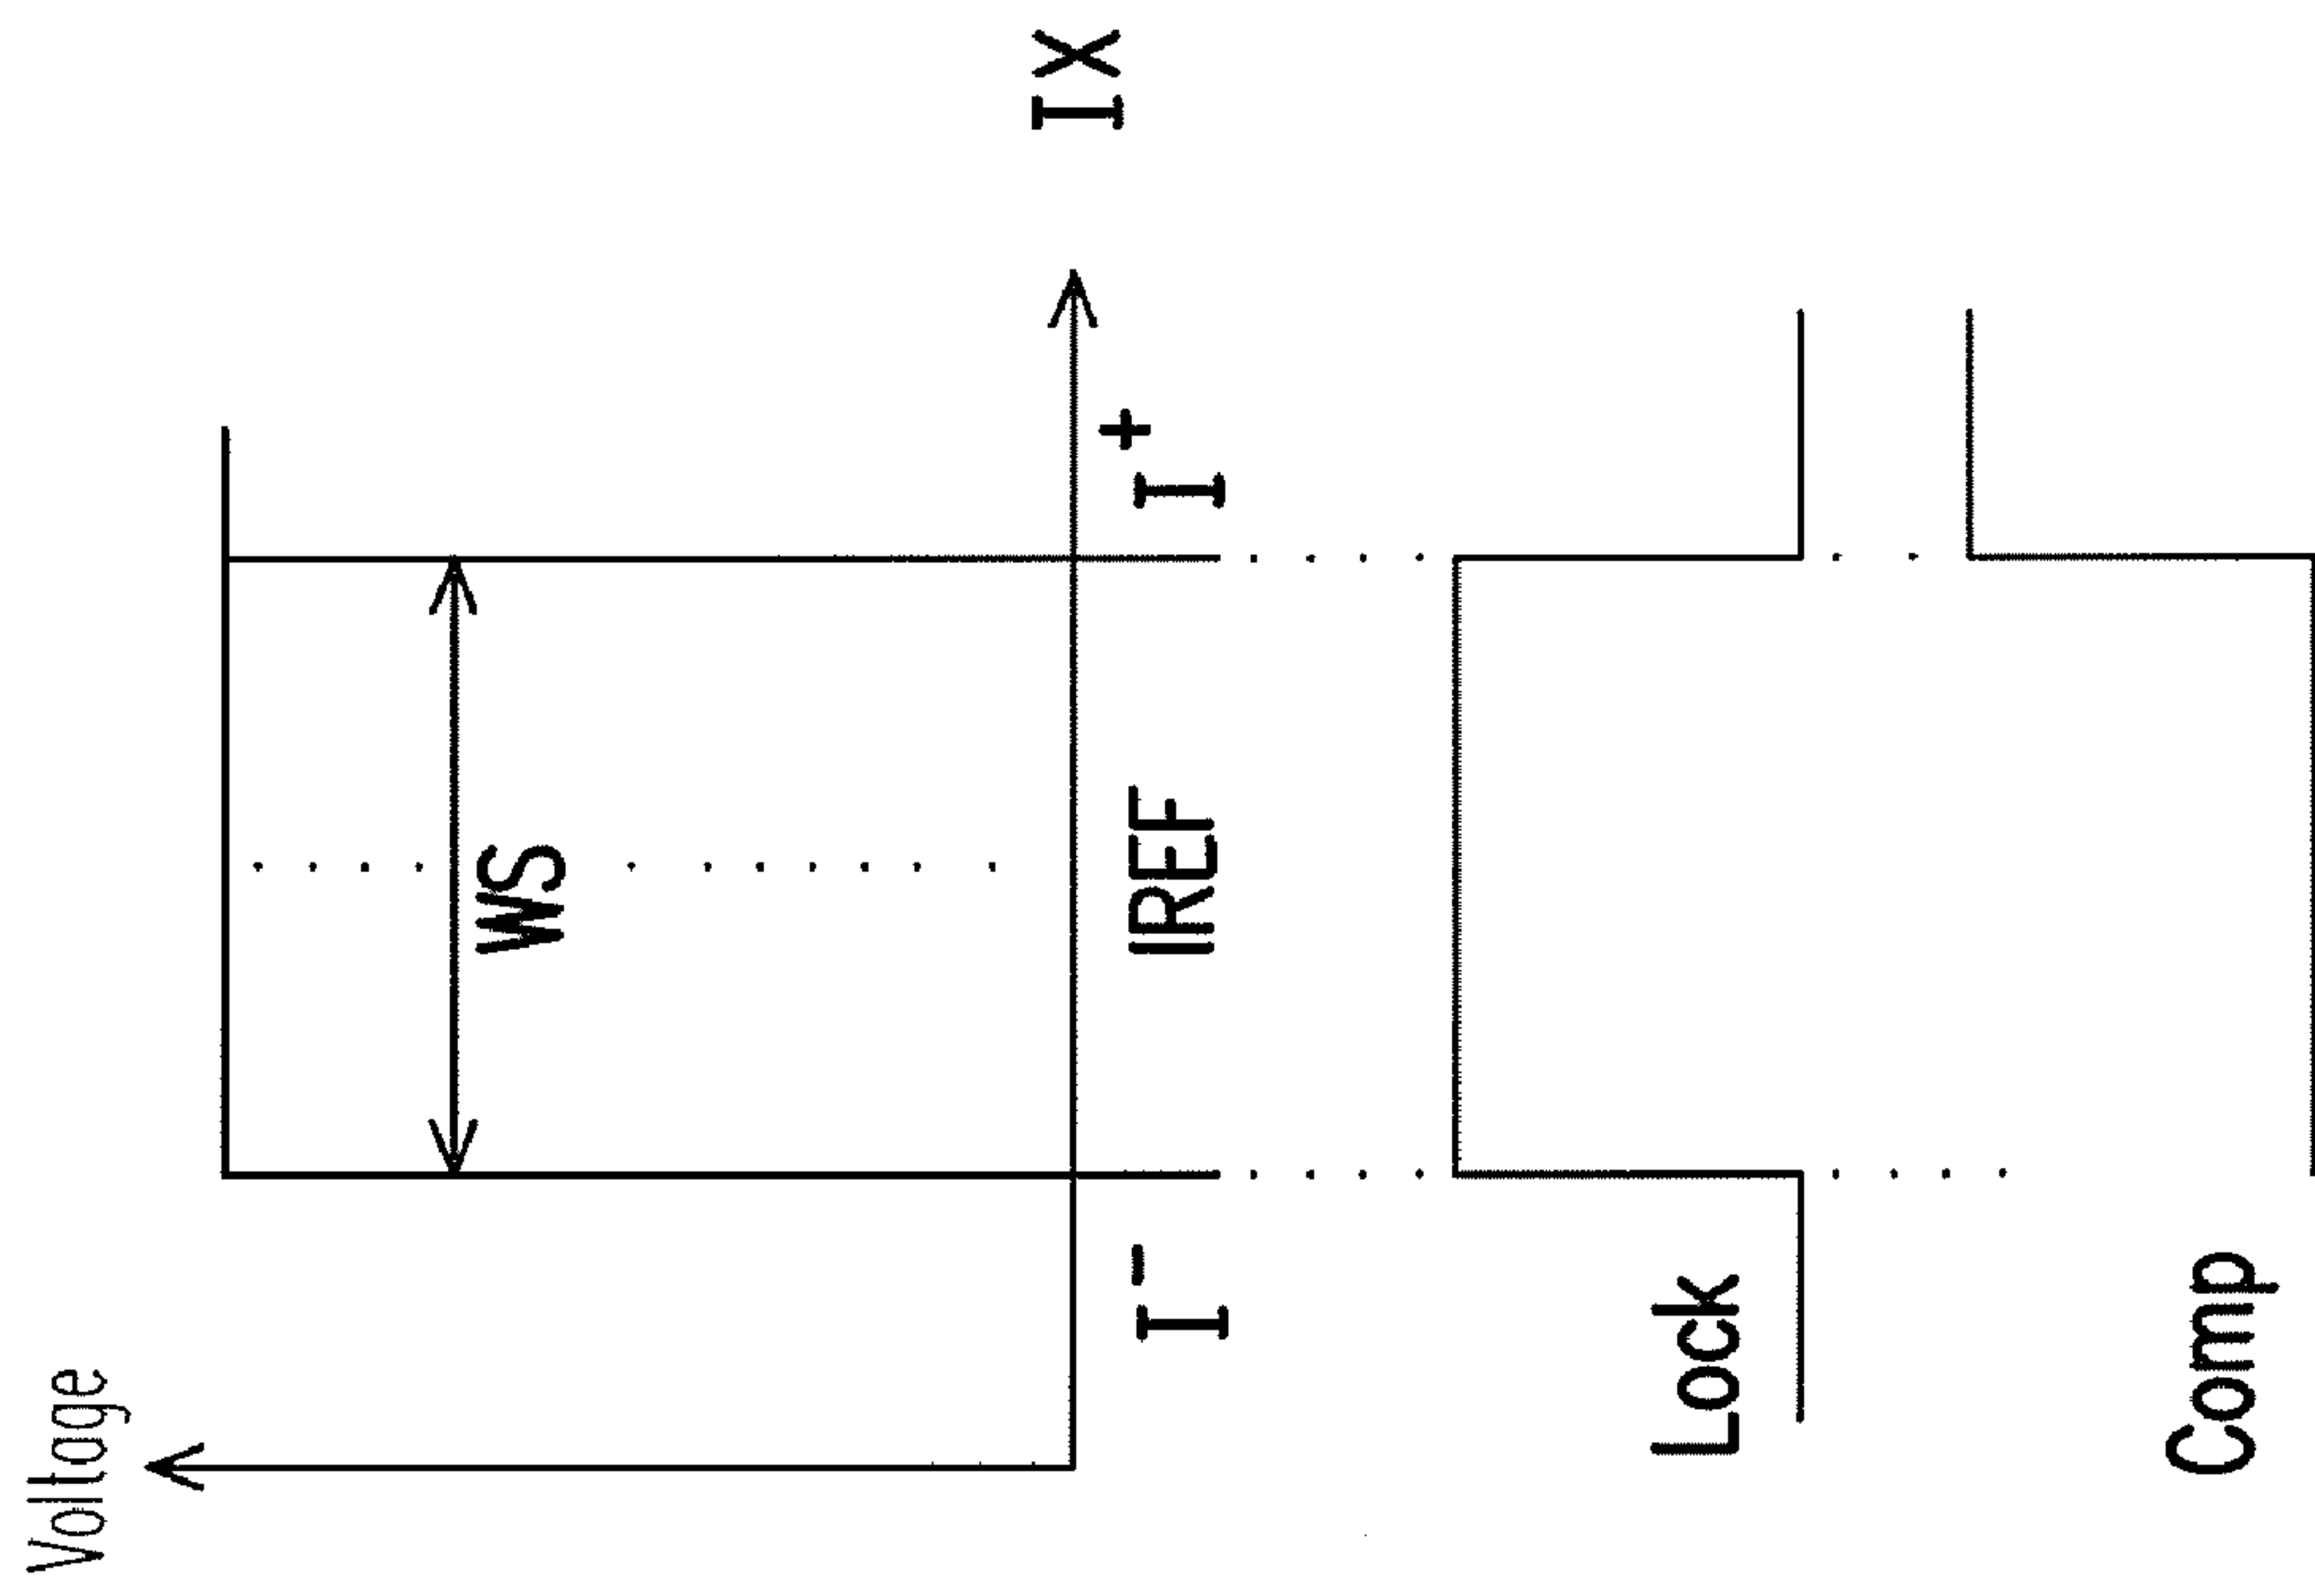 Voltage
WS
IX
I⁻
IREF
I⁺
Lock
Comp